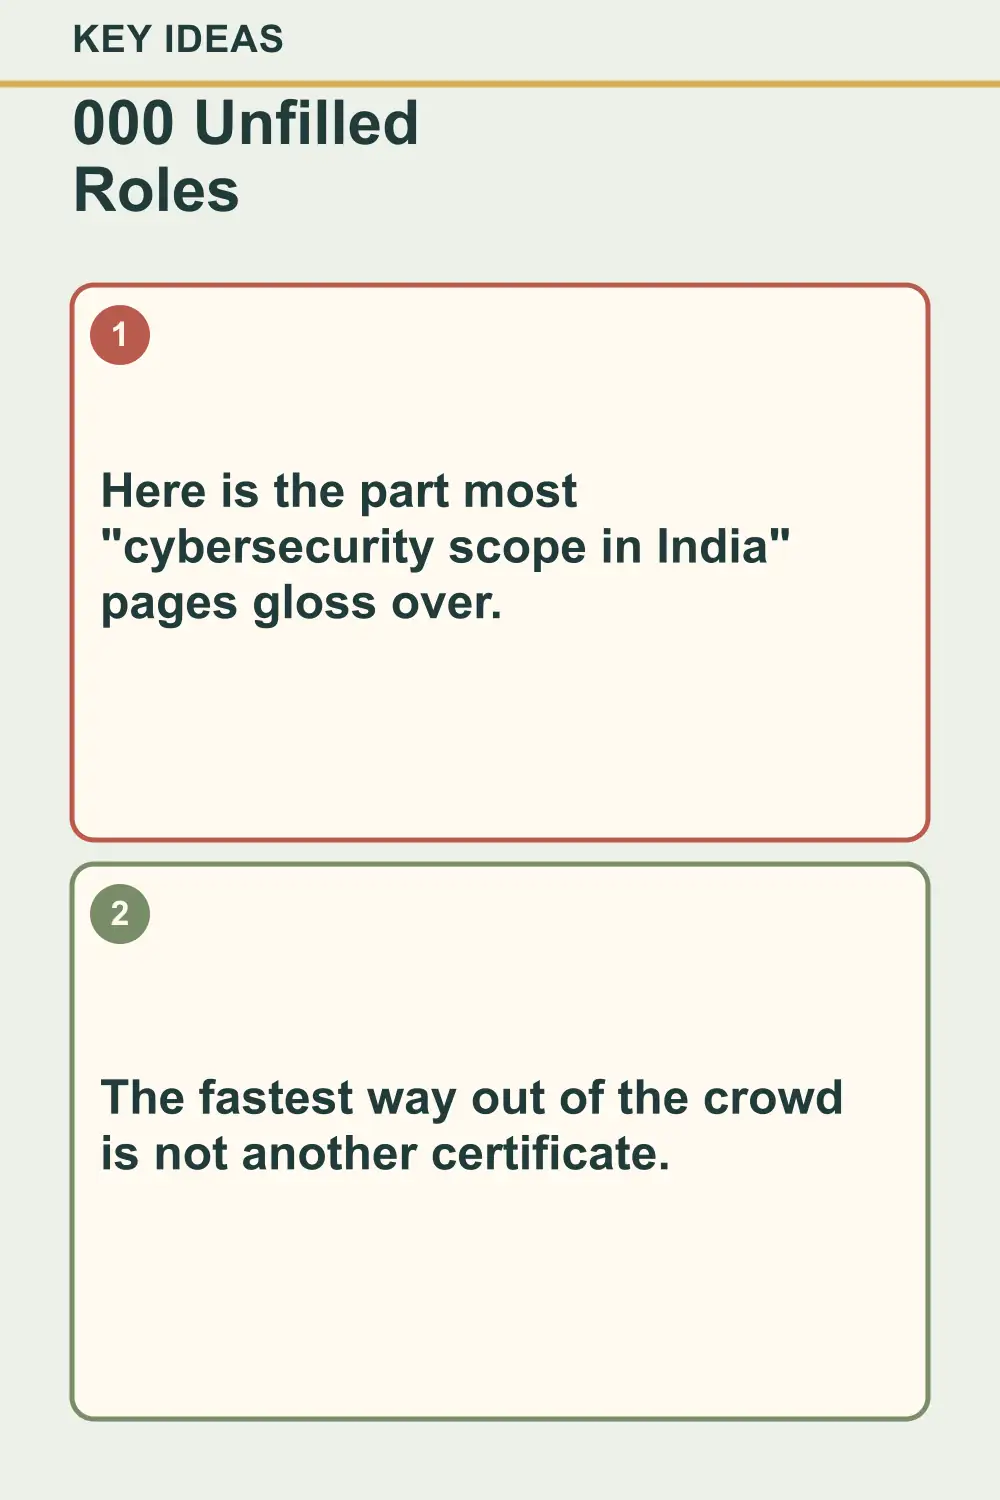 KEY IDEAS
000 Unfilled
Roles
1
Here is the part most
"cybersecurity scope in India"
pages gloss over.
2
The fastest way out of the crowd
is not another certificate.